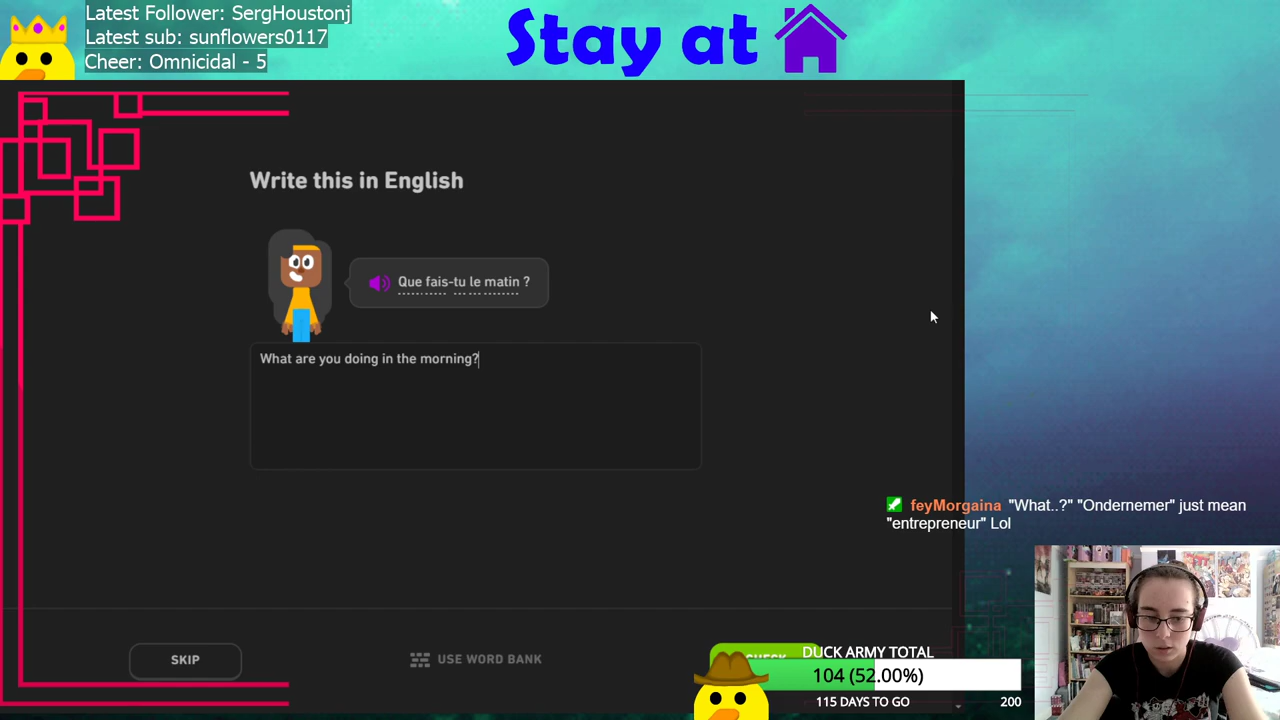 Latest Follower: SergHoustonj
Latest sub: sunflowers0117
Cheer: Omnicidal - 5
Stay at
Write this in English
Que fais-tu le matin ?
What are you doing in the morning?
feyMorgaina "What..?" "Ondernemer" just mean
"entrepreneur" Lol
SKIP
USE WORD BANK
CHECK
DUCK ARMY TOTAL
104 (52.00%)
115 DAYS TO GO
200